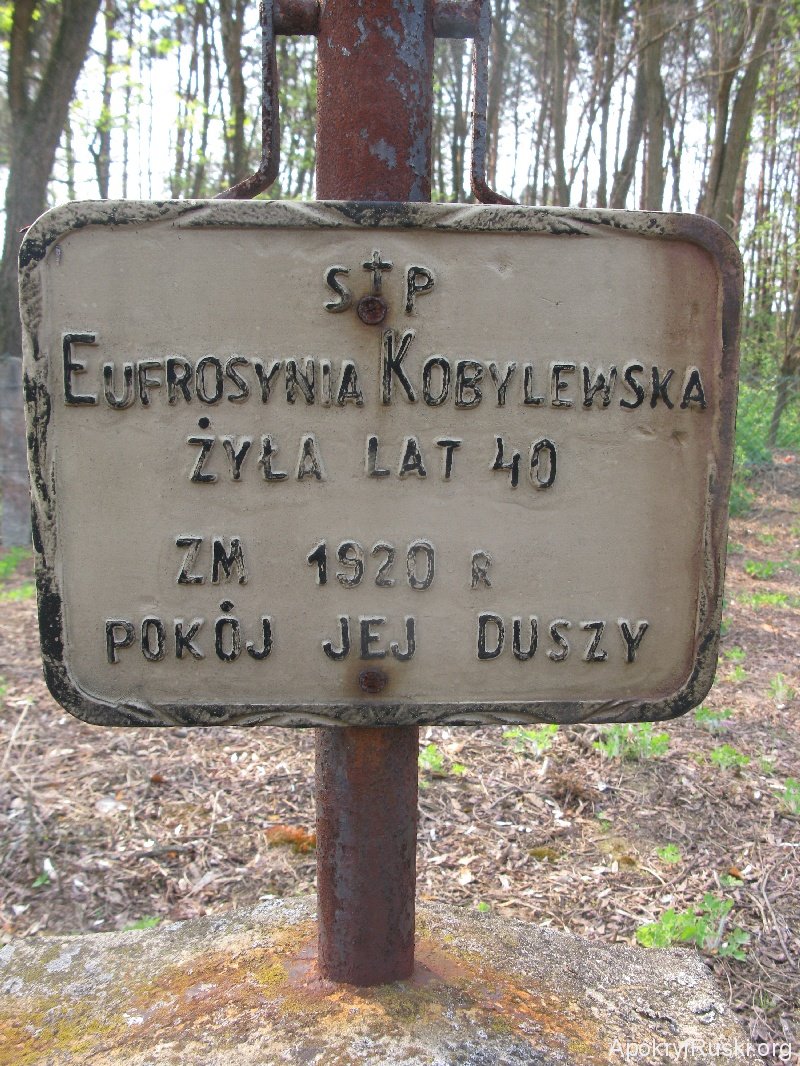 S†P
EUFROSYNIA KOBYLEWSKA
ŻYŁA LAT 40
ZM 1920 R
POKÓJ JEJ DUSZY
ApokryfRuski.org